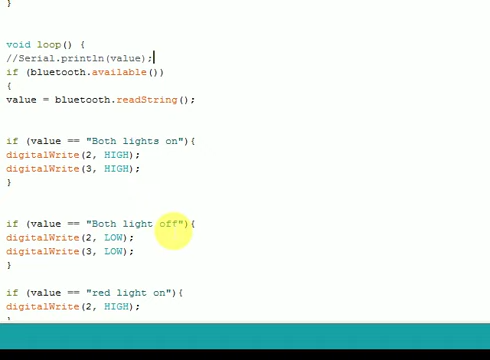 }
void loop() {
//Serial.println(value);
if (bluetooth.available())
{
value = bluetooth.readString();
if (value == "Both lights on"){
digitalWrite(2, HIGH);
digitalWrite(3, HIGH);
}
if (value == "Both light off"){
digitalWrite(2, LOW);
digitalWrite(3, LOW);
}
if (value == "red light on"){
digitalWrite(2, HIGH);